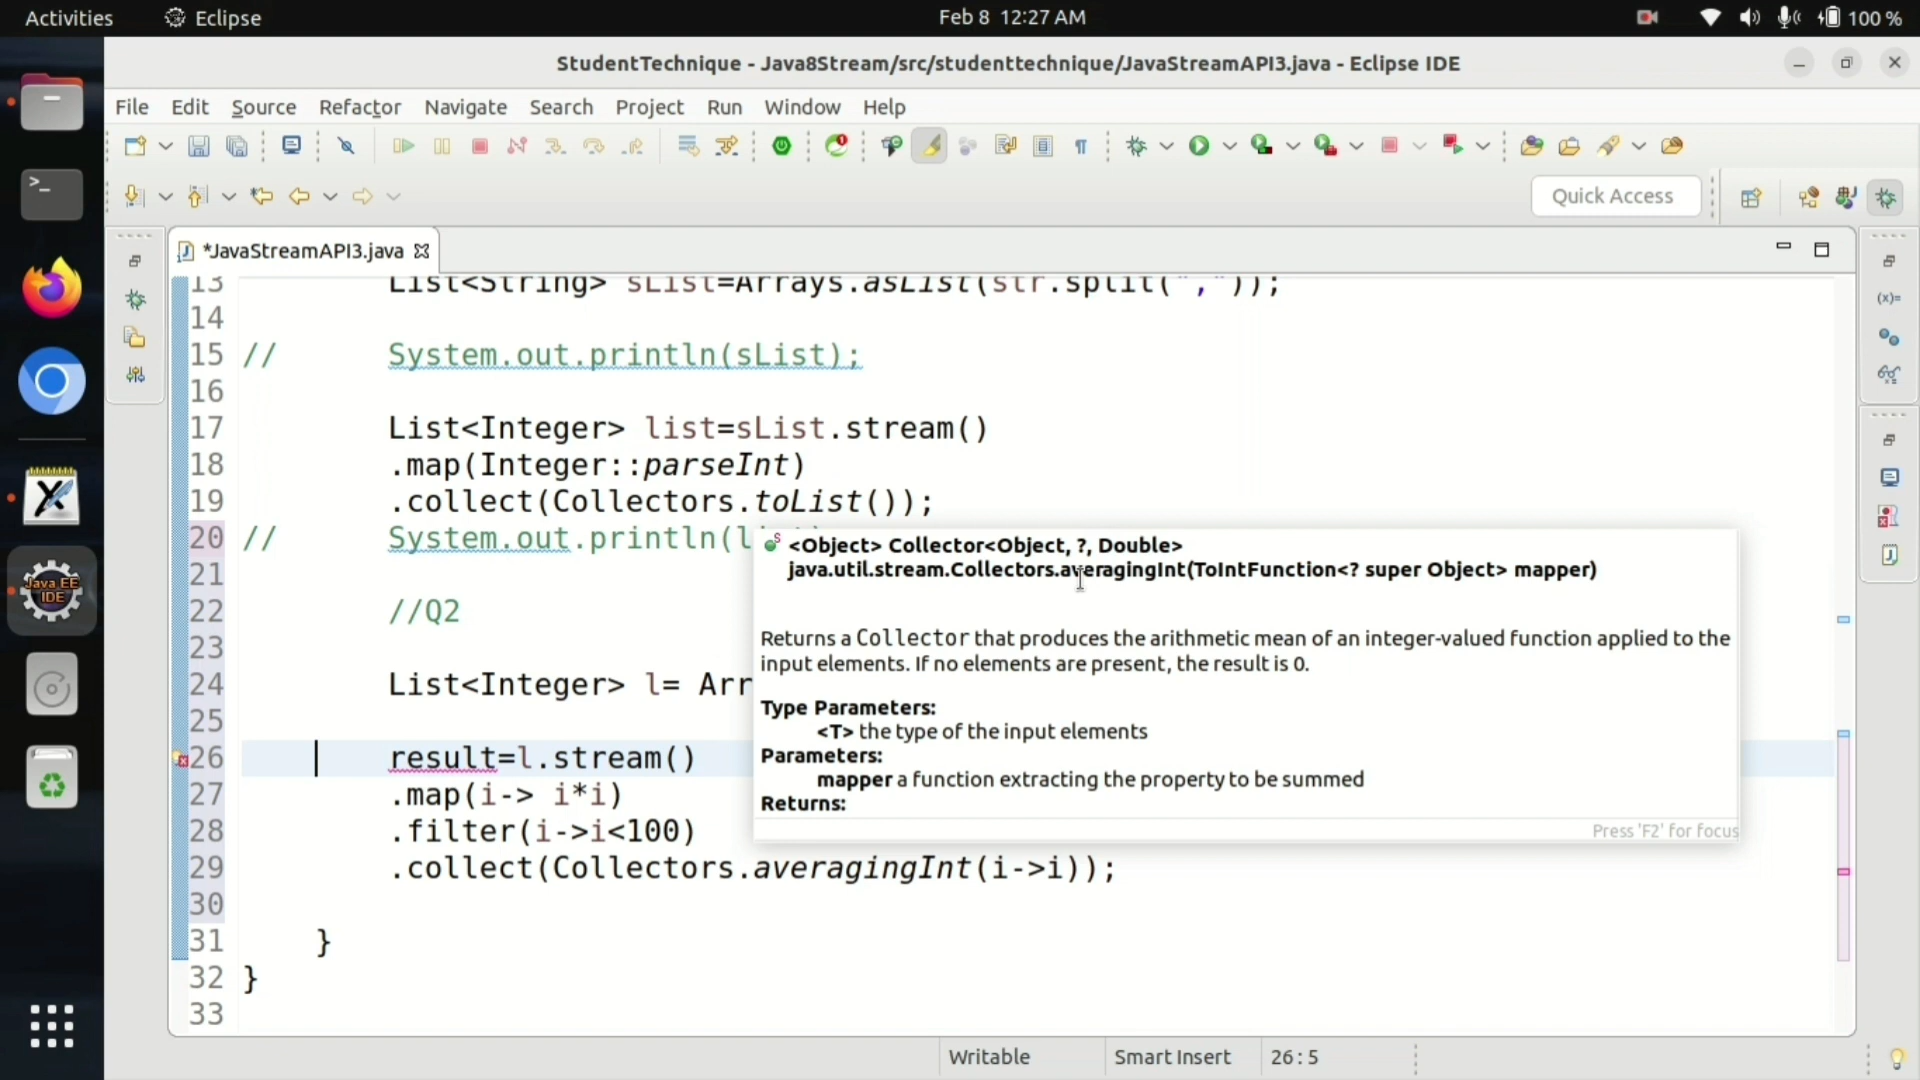 Activities Eclipse Feb 8 12:27 AM 100 %
StudentTechnique - Java8Stream/src/studenttechnique/JavaStreamAPI3.java - Eclipse IDE
File Edit Source Refactor Navigate Search Project Run Window Help
Quick Access
*JavaStreamAPI3.java
13 List<String> sList=Arrays.asList(str.split(","));
14
15 // System.out.println(sList);
16
17 List<Integer> list=sList.stream()
18 .map(Integer::parseInt)
19 .collect(Collectors.toList());
20 // System.out.println(l
21
22 //Q2
23
24 List<Integer> l= Arr
25
26 result=l.stream()
27 .map(i-> i*i)
28 .filter(i->i<100)
29 .collect(Collectors.averagingInt(i->i));
30
31 }
32 }
33
<Object> Collector<Object, ?, Double>
java.util.stream.Collectors.averagingInt(ToIntFunction<? super Object> mapper)
Returns a Collector that produces the arithmetic mean of an integer-valued function applied to the
input elements. If no elements are present, the result is 0.
Type Parameters:
<T> the type of the input elements
Parameters:
mapper a function extracting the property to be summed
Returns:
Press 'F2' for focus
Java EE
IDE
(x)=
Writable Smart Insert 26 : 5